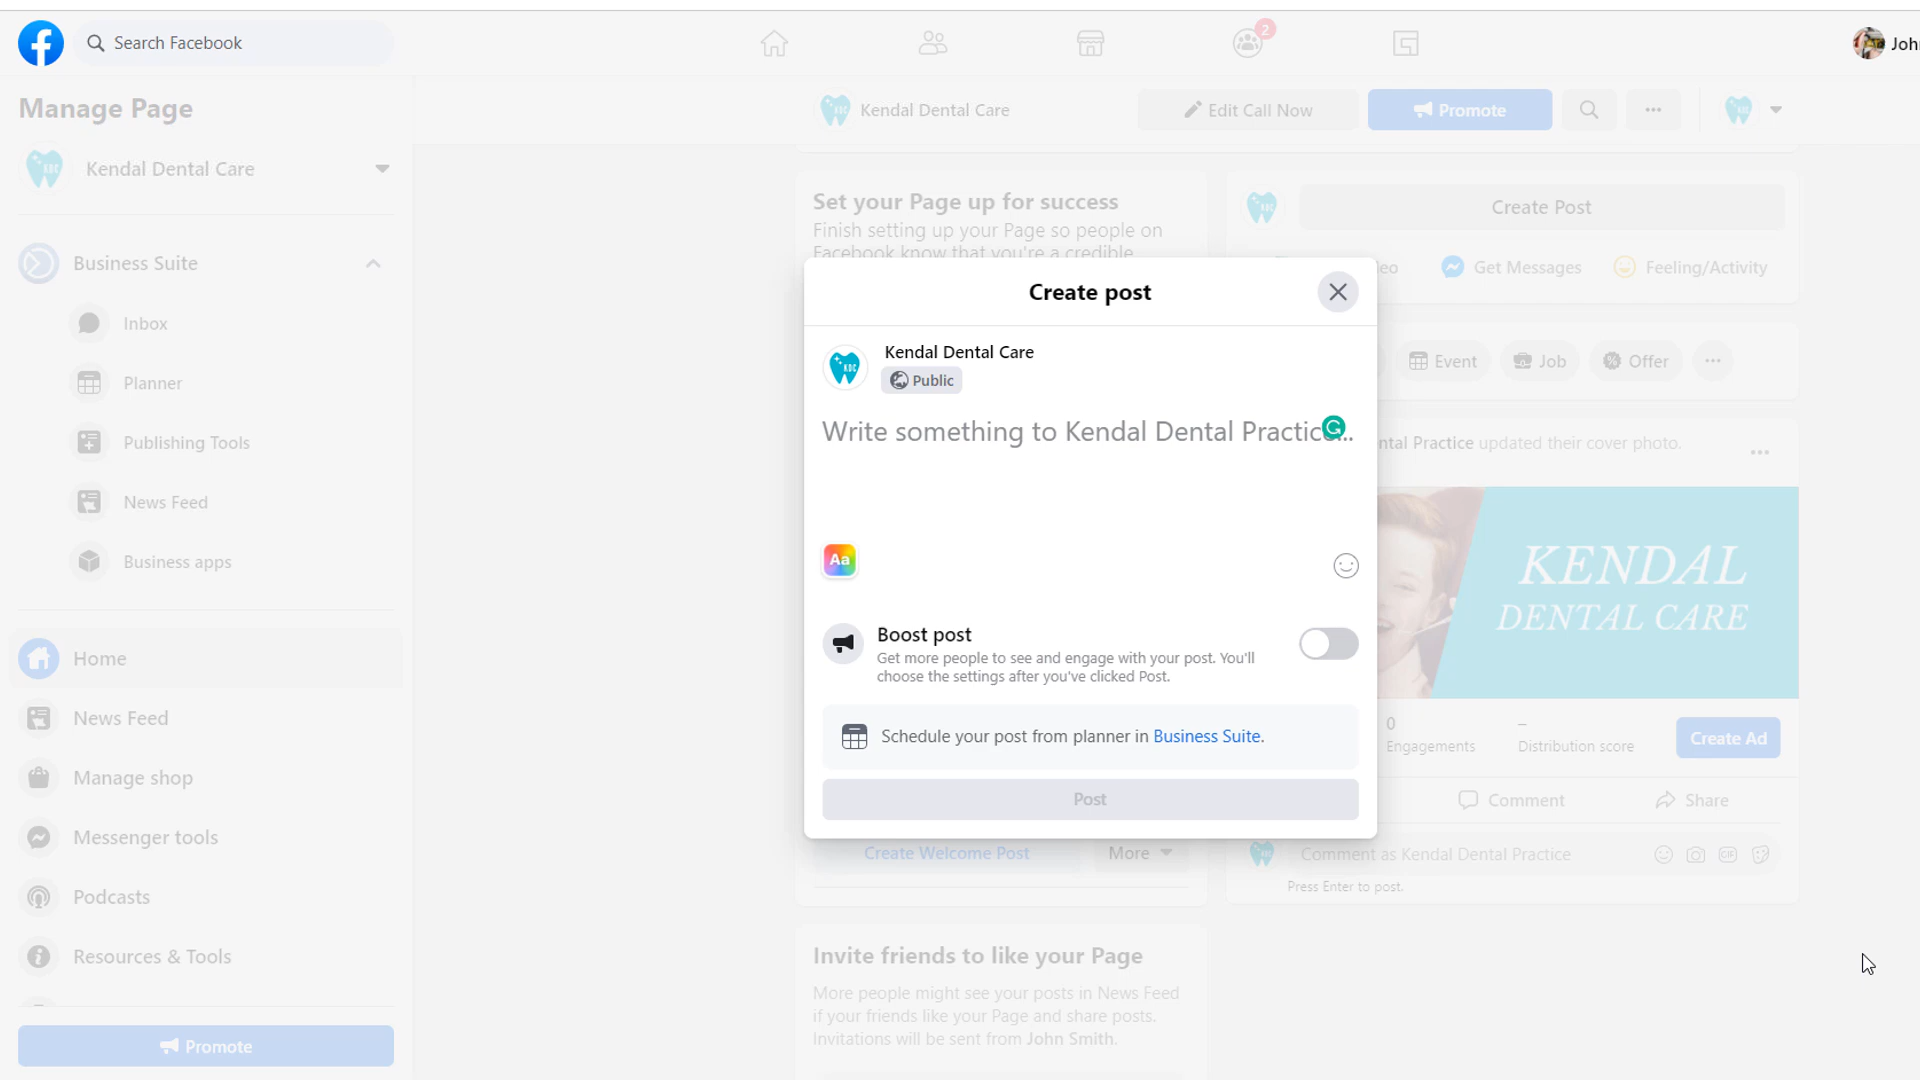 Search Facebook
2
Joh
Manage Page
Kendal Dental Care
Business Suite
Inbox
Planner
Publishing Tools
News Feed
Business apps
Home
News Feed
Manage shop
Messenger tools
Podcasts
Resources & Tools
Promote
Kendal Dental Care
Edit Call Now
Promote
Set your Page up for success
Finish setting up your Page so people on
Facebook know that you're a credible
Create Post
eo
Get Messages
Feeling/Activity
Event
Job
Offer
Create post
KDC
Kendal Dental Care
Public
Write something to Kendal Dental Practice...
Aa
Boost post
Get more people to see and engage with your post. You'll
choose the settings after you've clicked Post.
Schedule your post from planner in Business Suite.
Post
ntal Practice updated their cover photo.
KENDAL
DENTAL CARE
0
–
Engagements
Distribution score
Create Ad
Comment
Share
Comment as Kendal Dental Practice
GIF
Press Enter to post.
Create Welcome Post
More
Invite friends to like your Page
More people might see your posts in News Feed
if your friends like your Page and share posts.
Invitations will be sent from John Smith.